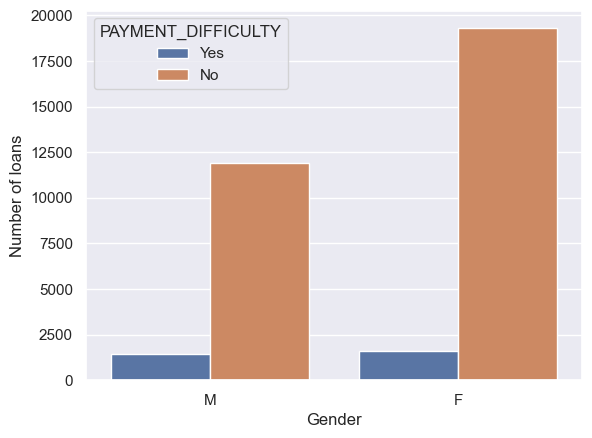 PAYMENT_DIFFICULTY
Yes
No
20000
17500
15000
12500
10000
7500
5000
2500
0
Number of loans
M
F
Gender